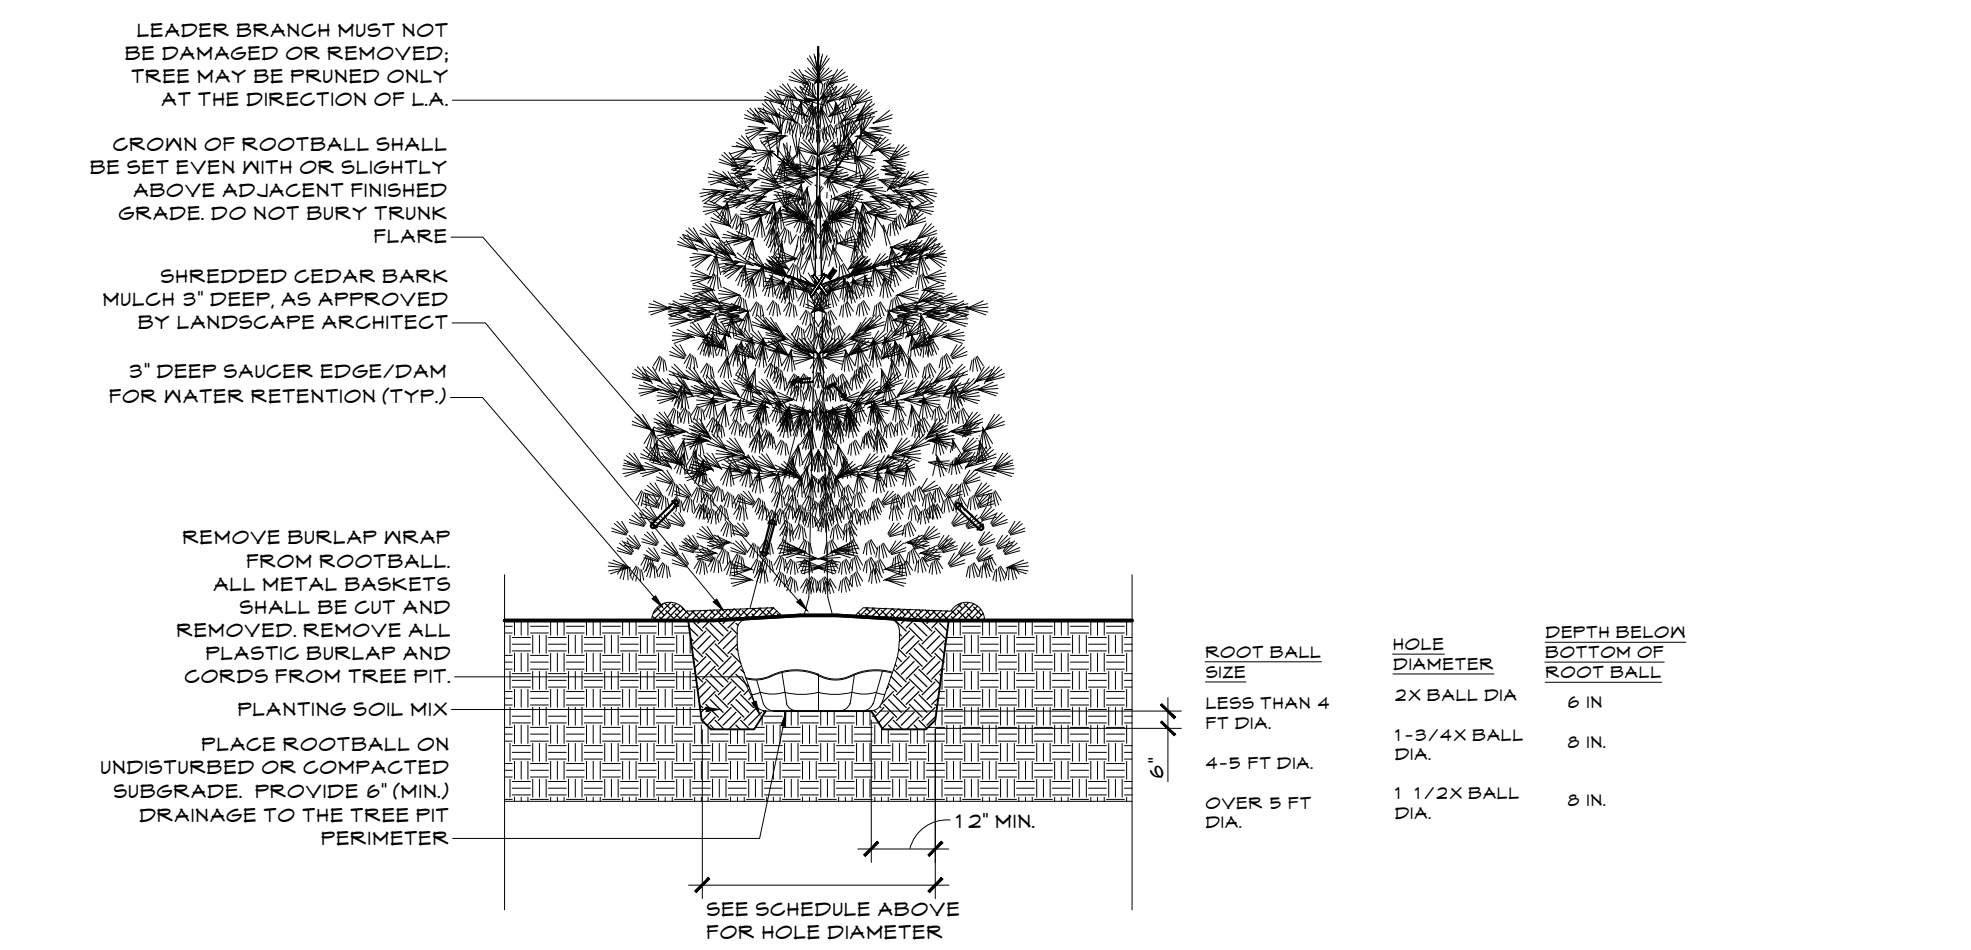 LEADER BRANCH MUST NOT
BE DAMAGED OR REMOVED;
TREE MAY BE PRUNED ONLY
AT THE DIRECTION OF L.A.
CROWN OF ROOTBALL SHALL
BE SET EVEN WITH OR SLIGHTLY
ABOVE ADJACENT FINISHED
GRADE. DO NOT BURY TRUNK
FLARE
SHREDDED CEDAR BARK
MULCH 3" DEEP, AS APPROVED
BY LANDSCAPE ARCHITECT
3" DEEP SAUCER EDGE/DAM
FOR WATER RETENTION (TYP.)
REMOVE BURLAP WRAP
FROM ROOTBALL.
ALL METAL BASKETS
SHALL BE CUT AND
REMOVED. REMOVE ALL
PLASTIC BURLAP AND
CORDS FROM TREE PIT.
PLANTING SOIL MIX
PLACE ROOTBALL ON
UNDISTURBED OR COMPACTED
SUBGRADE. PROVIDE 6" (MIN.)
DRAINAGE TO THE TREE PIT
PERIMETER
12" MIN.
6"
SEE SCHEDULE ABOVE
FOR HOLE DIAMETER
ROOT BALL
SIZE
LESS THAN 4
FT DIA.
4-5 FT DIA.
OVER 5 FT
DIA.
HOLE
DIAMETER
2X BALL DIA
1-3/4X BALL
DIA.
1 1/2X BALL
DIA.
DEPTH BELOW
BOTTOM OF
ROOT BALL
6 IN
8 IN.
8 IN.